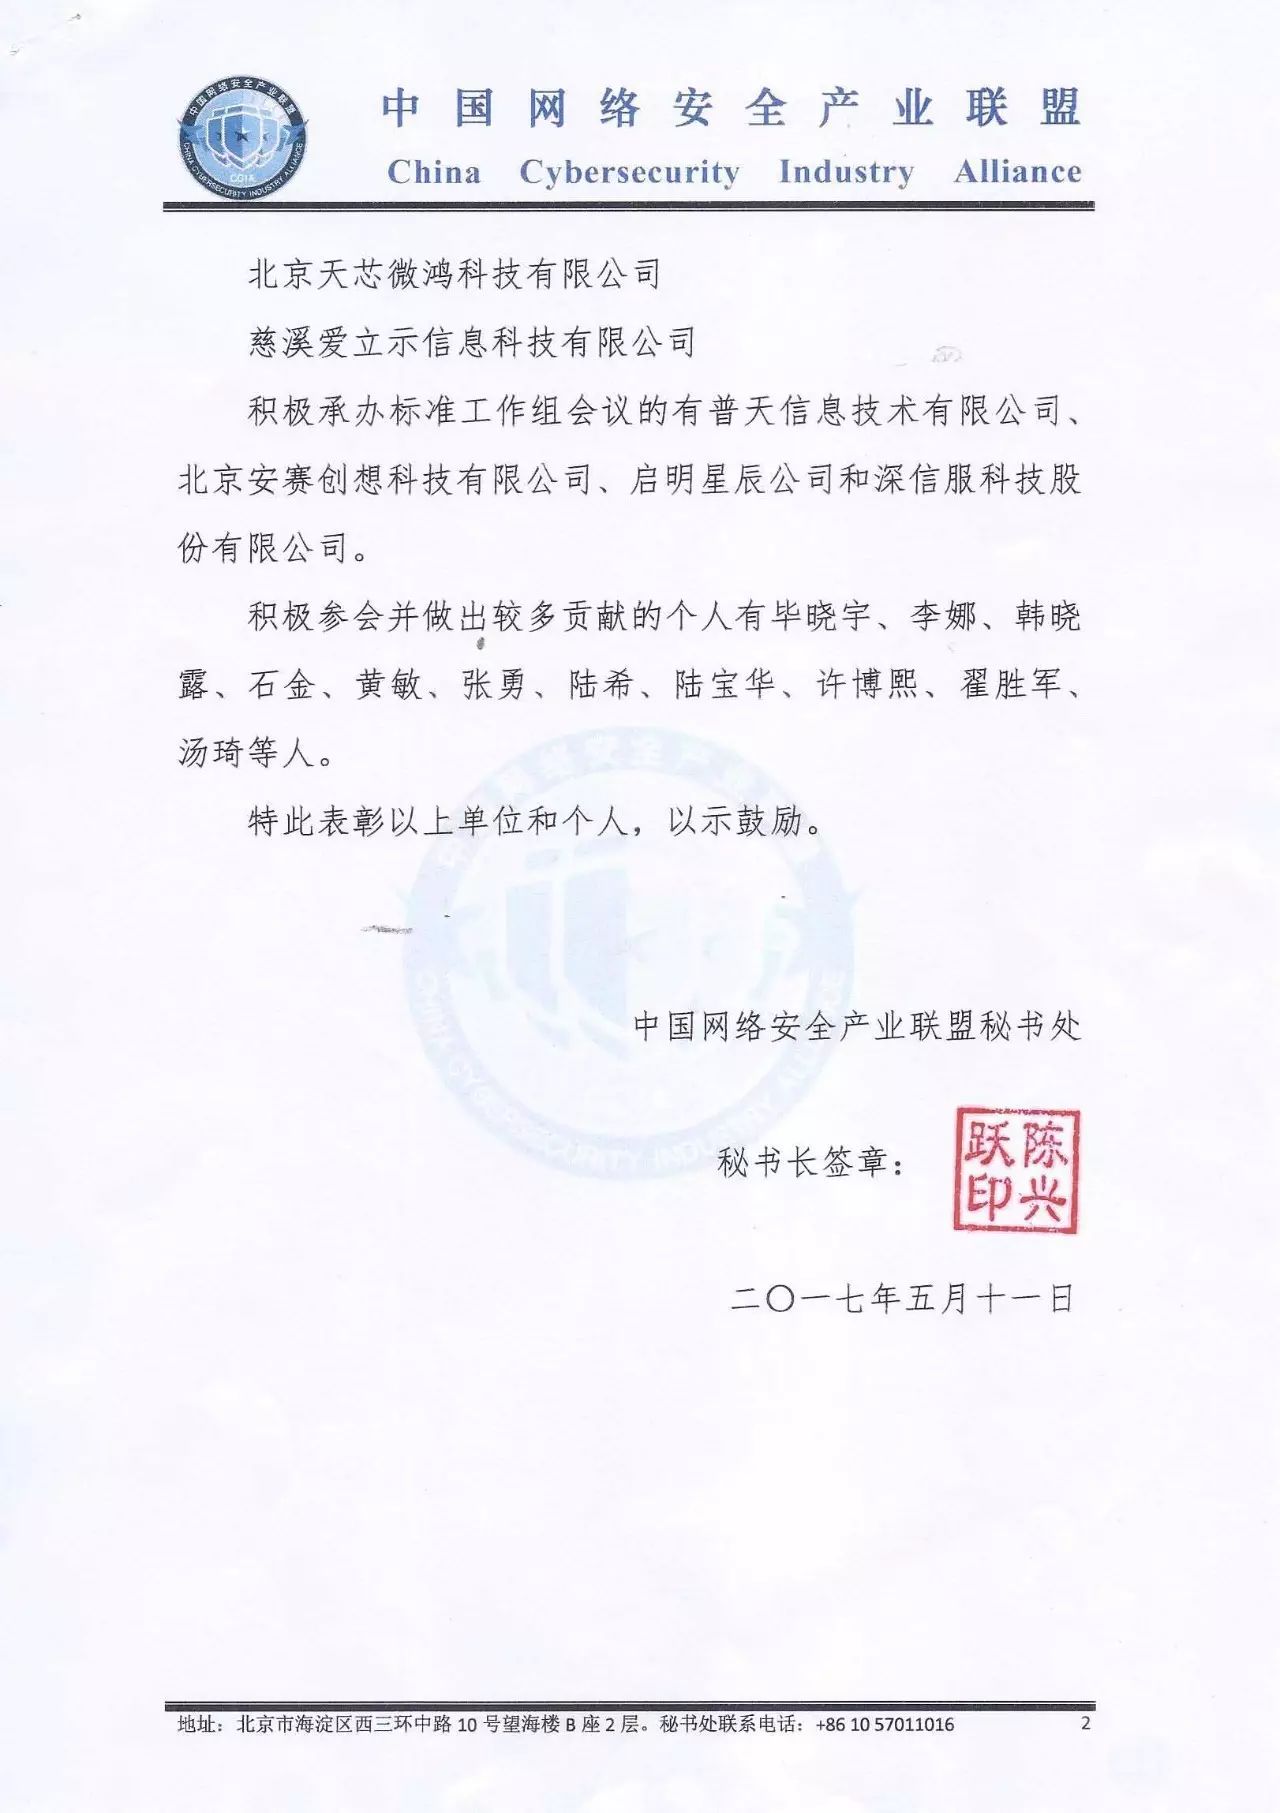 中国网络安全产业联盟
CHINA CYBERSECURITY INDUSTRY ALLIANCE
中国网络安全产业联盟
China Cybersecurity Industry Alliance
北京天芯微鸿科技有限公司
慈溪爱立示信息科技有限公司
积极承办标准工作组会议的有普天信息技术有限公司、
北京安赛创想科技有限公司、启明星辰公司和深信服科技股
份有限公司。
积极参会并做出较多贡献的个人有毕晓宇、李娜、韩晓
露、石金、黄敏、张勇、陆希、陆宝华、许博熙、翟胜军、
汤琦等人。
特此表彰以上单位和个人，以示鼓励。
中国网络安全产业联盟秘书处
秘书长签章：
陈兴
跃印
二〇一七年五月十一日
地址：北京市海淀区西三环中路 10 号望海楼 B 座 2 层。秘书处联系电话：+86 10 57011016
2